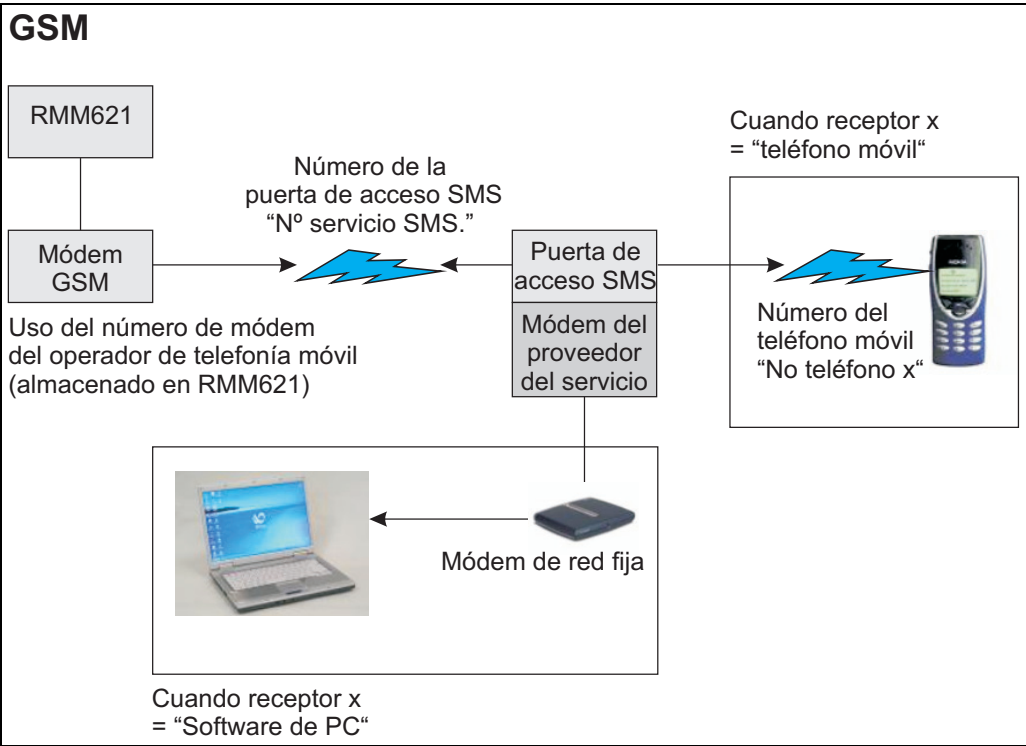 GSM
RMM621
Módem
GSM
Uso del número de módem
del operador de telefonía móvil
(almacenado en RMM621)
Número de la
puerta de acceso SMS
“Nº servicio SMS.”
Puerta de
acceso SMS
Módem del
proveedor
del servicio
Cuando receptor x
= “teléfono móvil“
Número del
teléfono móvil
“No teléfono x“
Módem de red fija
Cuando receptor x
= “Software de PC“